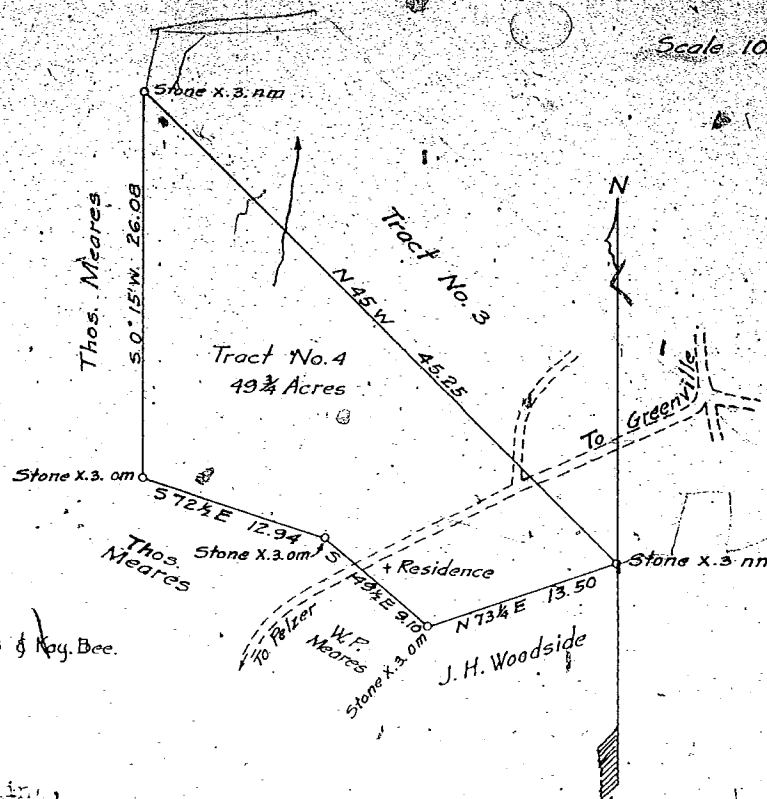 Scale 10
Stone X.3. nm
Thos. Meares
S 0° 15' W. 26.08
Tract No. 3
N
N 45 W 45.25
Tract No. 4
49¾ Acres
To Greenville
Stone X.3. om
S 72½ E 12.94
Thos.
Meares
Stone X.3.om
S 49½ E 9.10
+ Residence
Stone X.3 nm
N 73¼ E 13.50
To Pelzer
W.P.
Meares
Stone X.3.om
J. H. Woodside
& Kay. Bee.